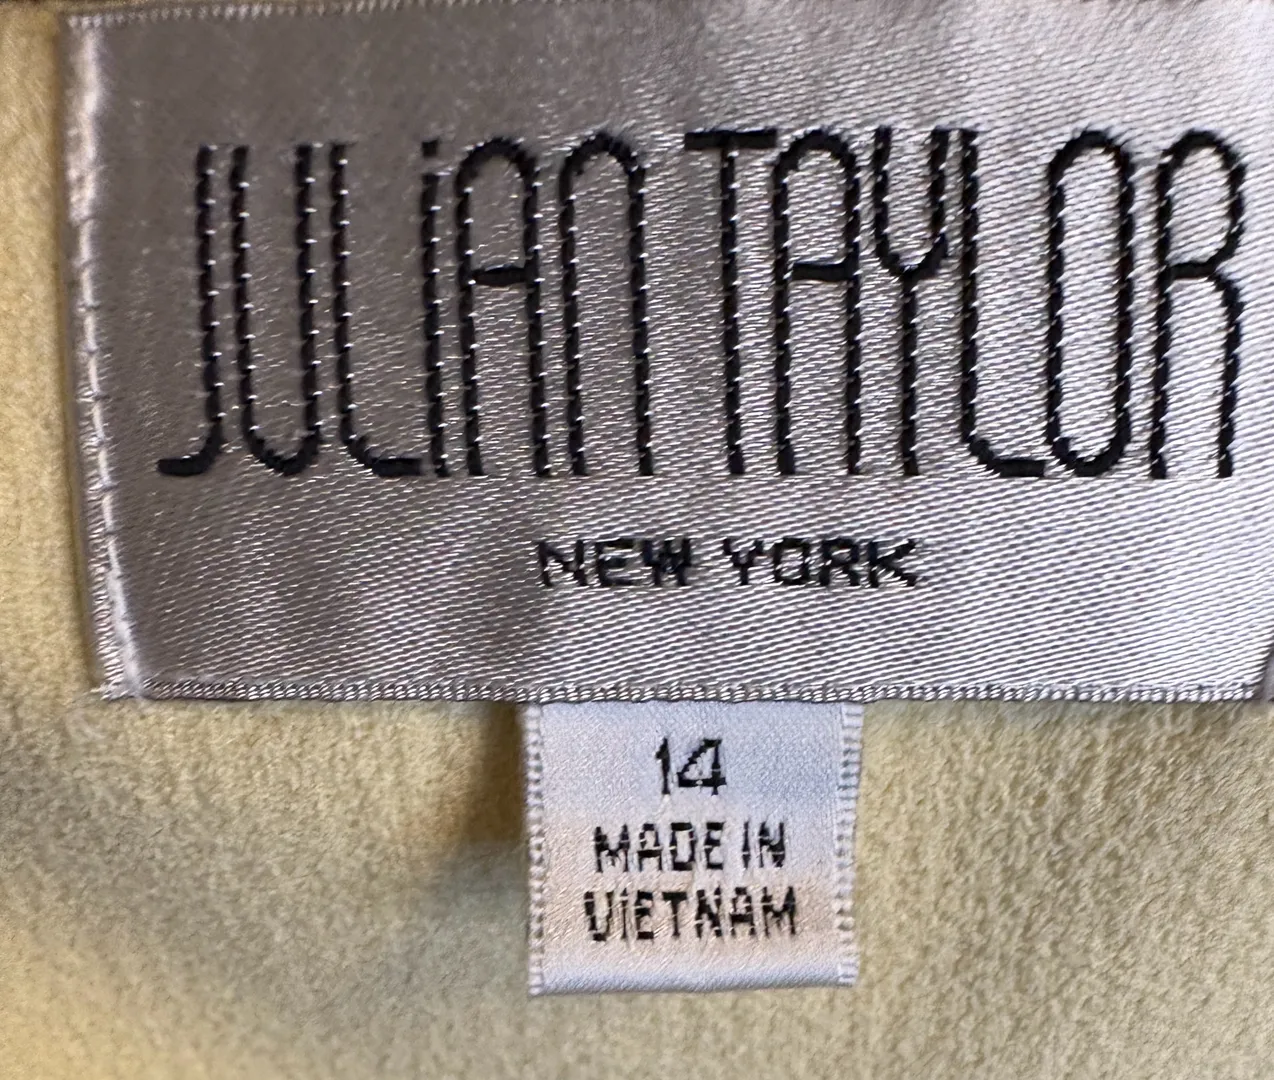 JULiAN TAYLOR
NEW YORK
14
MADE IN
VIETNAM